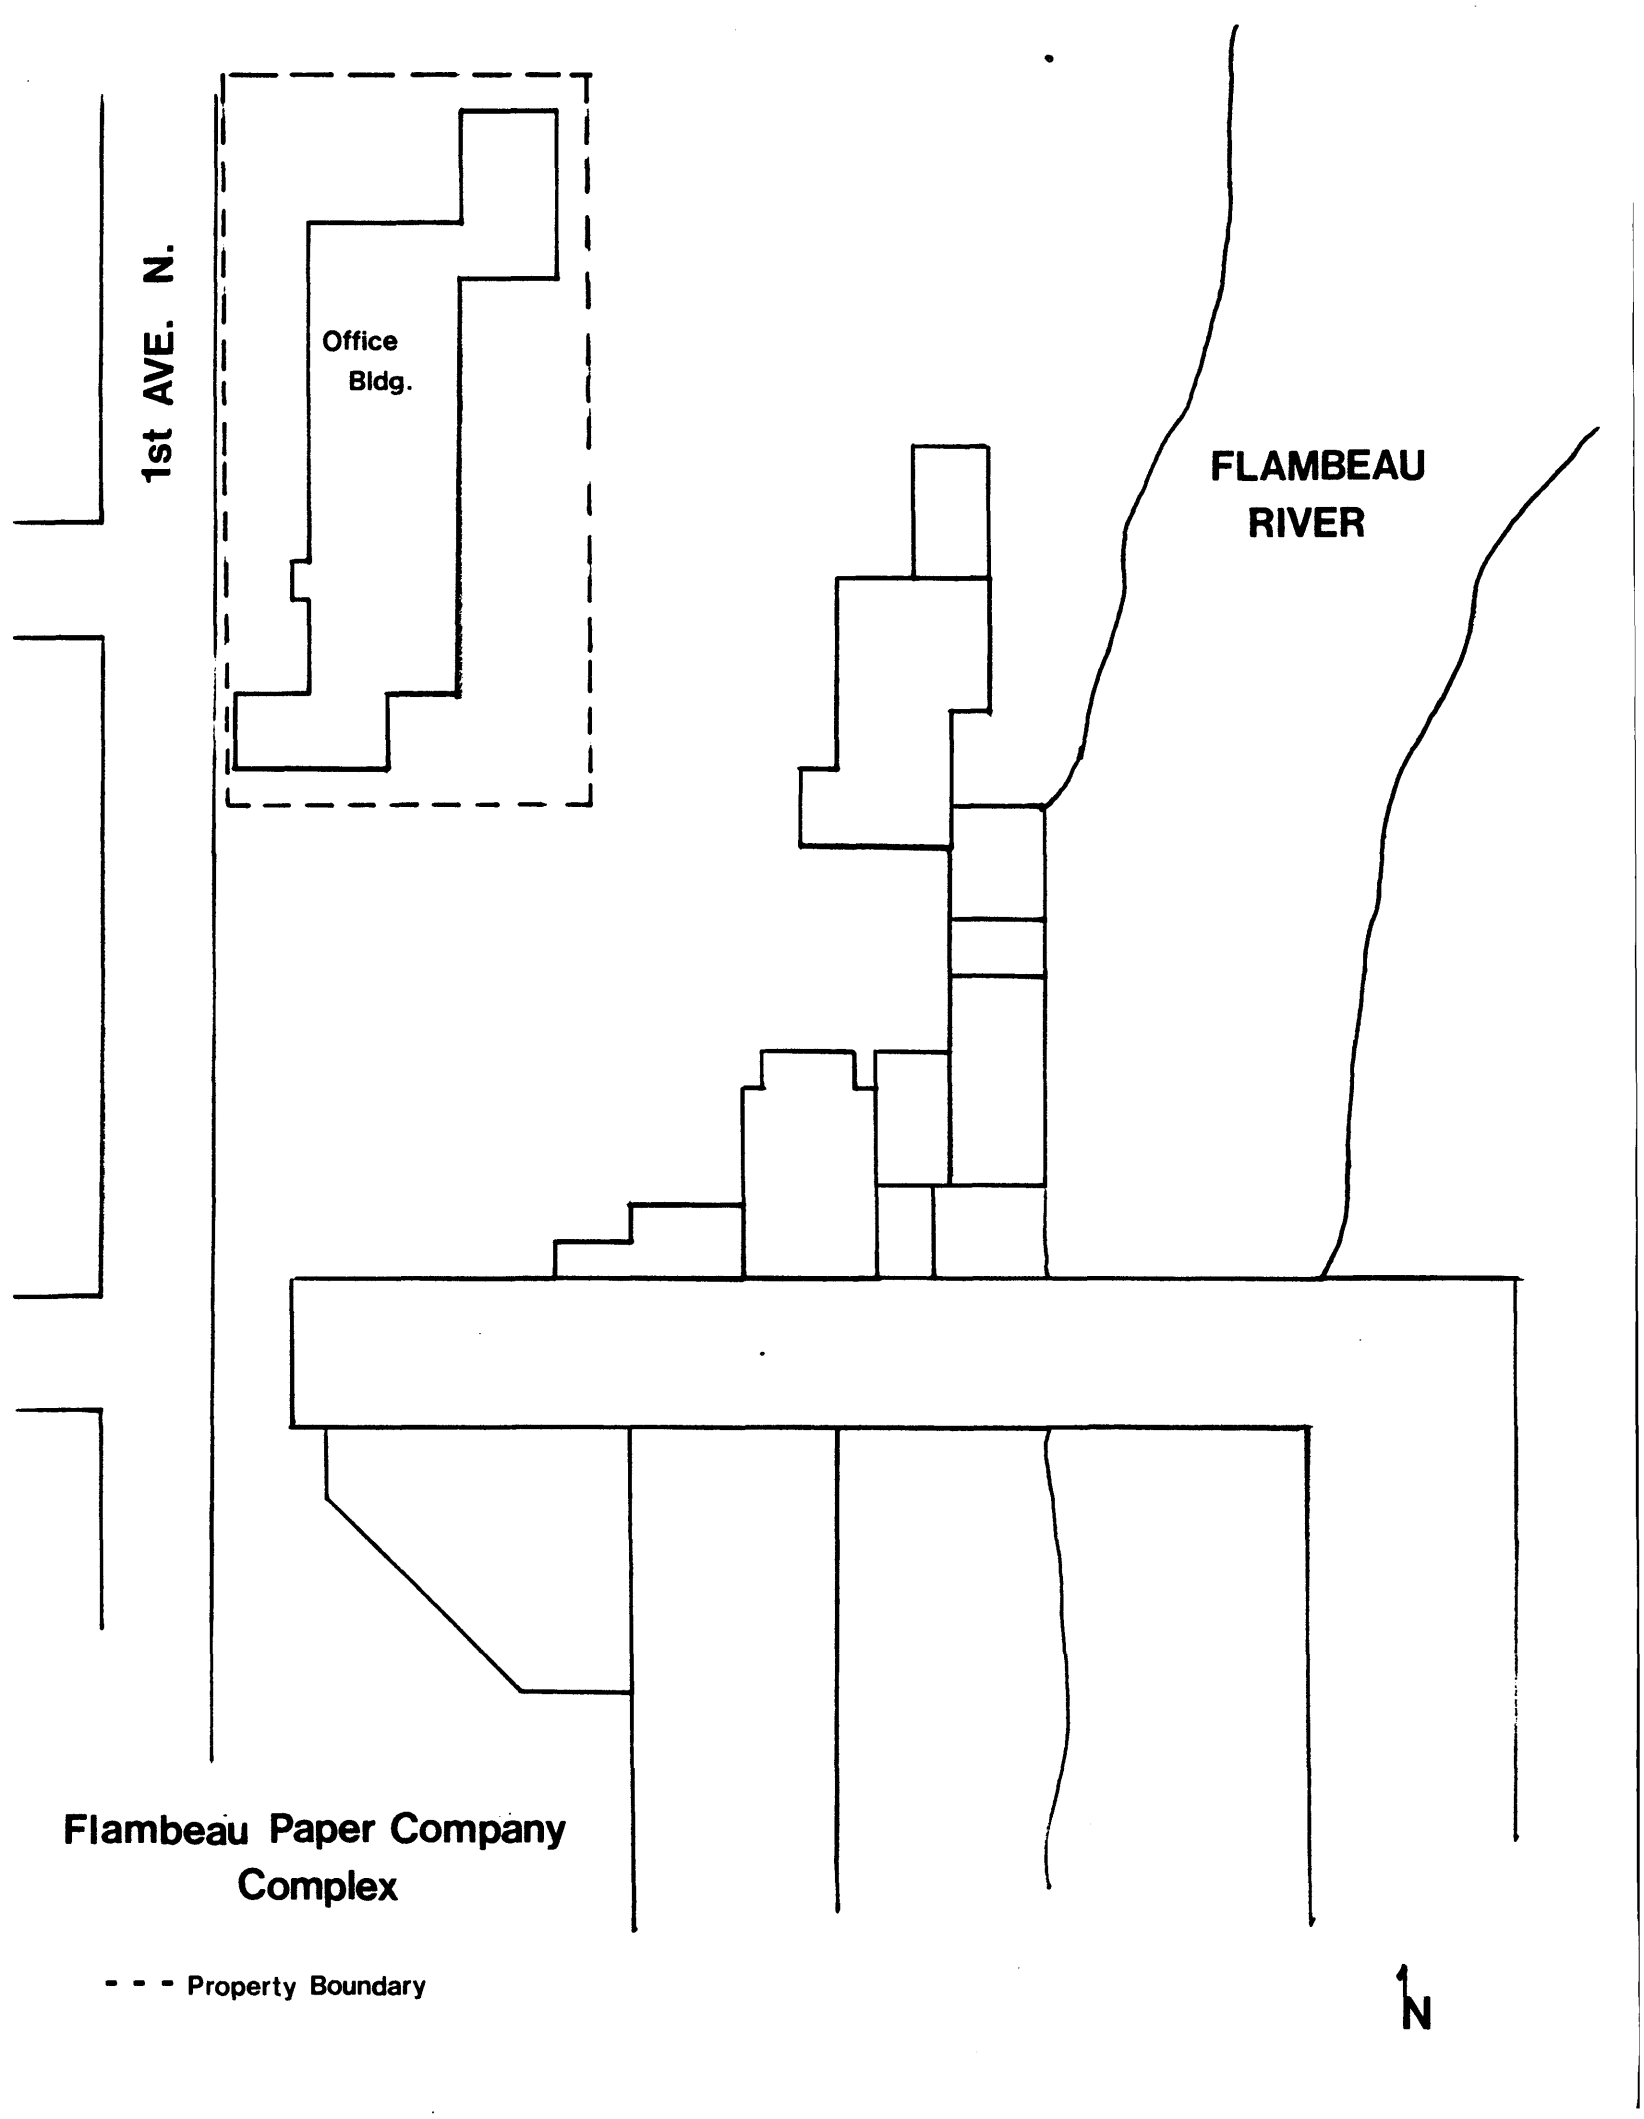 1st AVE. N.
Office
Bldg.
FLAMBEAU
RIVER
Flambeau Paper Company
Complex
- - - Property Boundary
N